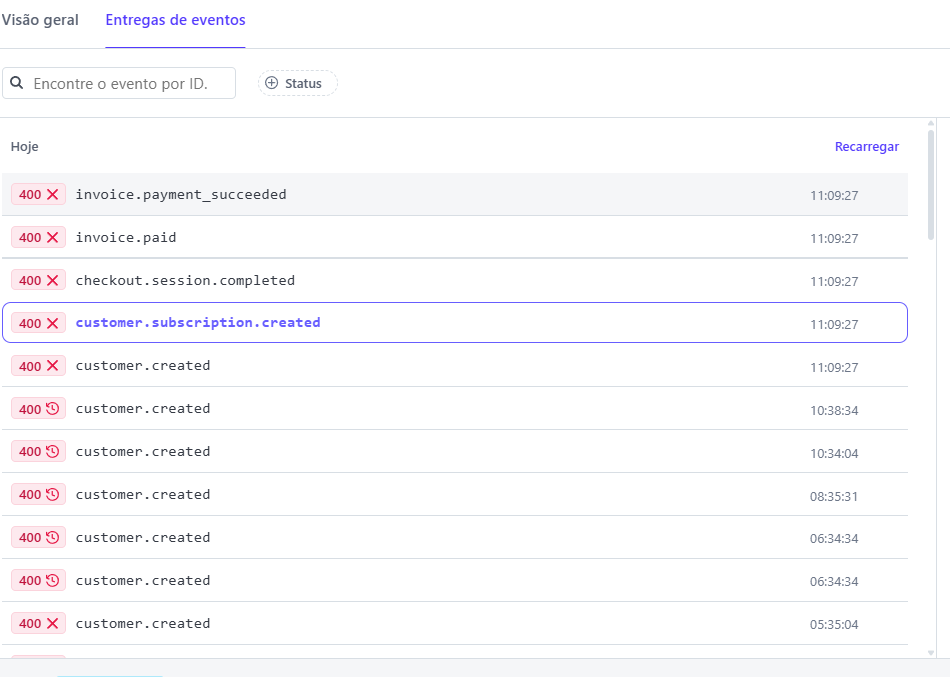 Visão geral Entregas de eventos
Encontre o evento por ID. Status
Hoje Recarregar
400 invoice.payment_succeeded 11:09:27
400 invoice.paid 11:09:27
400 checkout.session.completed 11:09:27
400 customer.subscription.created 11:09:27
400 customer.created 11:09:27
400 customer.created 10:38:34
400 customer.created 10:34:04
400 customer.created 08:35:31
400 customer.created 06:34:34
400 customer.created 06:34:34
400 customer.created 05:35:04